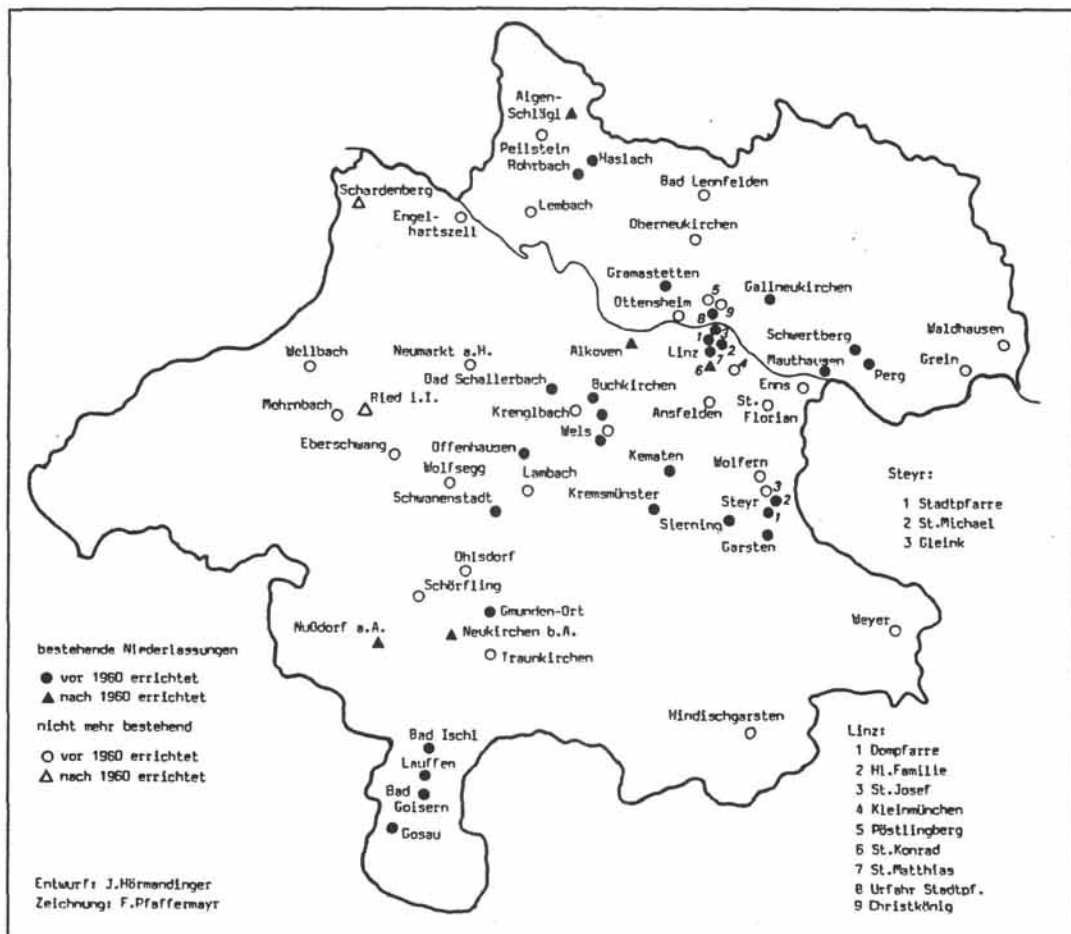 Aigen-
Schlägl
Peilstein
Rohrbach
Haslach
Schardenberg
Engel-
hartszell
Lembach
Bad Leonfelden
Oberneukirchen
Gramastetten
Ottensheim
5
9
8
Gallneukirchen
1
3
2
Linz
7
6
4
Alkoven
Schwertberg
Mauthausen
Perg
Waldhausen
Grein
Enns
St.
Florian
Ansfelden
Weilbach
Neumarkt a.H.
Bad Schallerbach
Buchkirchen
Mehrnbach
Ried i.I.
Krenglbach
Wels
Eberschwang
Offenhausen
Wolfsegg
Lambach
Schwanenstadt
Kematen
Kremsmünster
Wolfern
3
Steyr
2
1
Sierning
Garsten
Steyr:
1 Stadtpfarre
2 St.Michael
3 Gleink
Ohlsdorf
Schörfling
Gmunden-Ort
Nußdorf a.A.
Neukirchen b.A.
Traunkirchen
Weyer
Windischgarsten
bestehende Niederlassungen
vor 1960 errichtet
nach 1960 errichtet
nicht mehr bestehend
vor 1960 errichtet
nach 1960 errichtet
Bad Ischl
Lauffen
Bad
Goisern
Gosau
Linz:
1 Dompfarre
2 Hl.Familie
3 St.Josef
4 Kleinmünchen
5 Pöstlingberg
6 St.Konrad
7 St.Matthias
8 Urfahr Stadtpf.
9 Christkönig
Entwurf: J.Hörmandinger
Zeichnung: F.Pfaffermayr